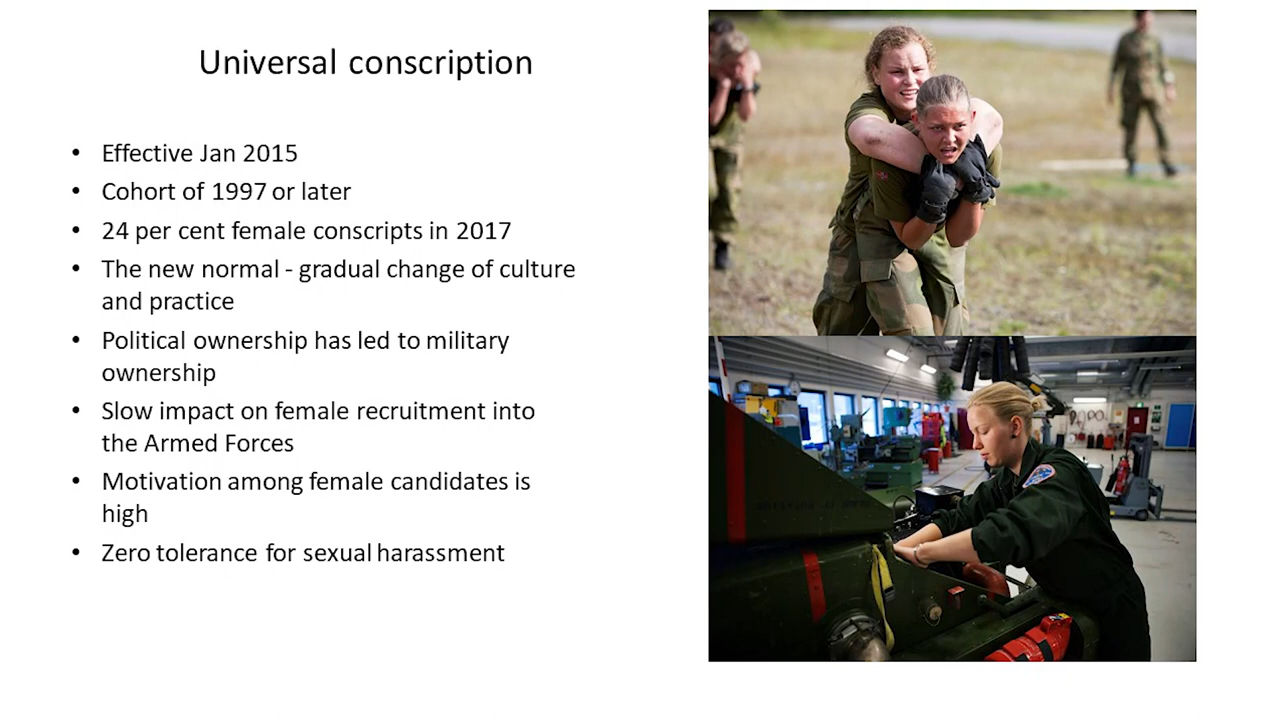 Universal conscription
• Effective Jan 2015
• Cohort of 1997 or later
• 24 per cent female conscripts in 2017
• The new normal - gradual change of culture
and practice
• Political ownership has led to military
ownership
• Slow impact on female recruitment into
the Armed Forces
• Motivation among female candidates is
high
• Zero tolerance for sexual harassment